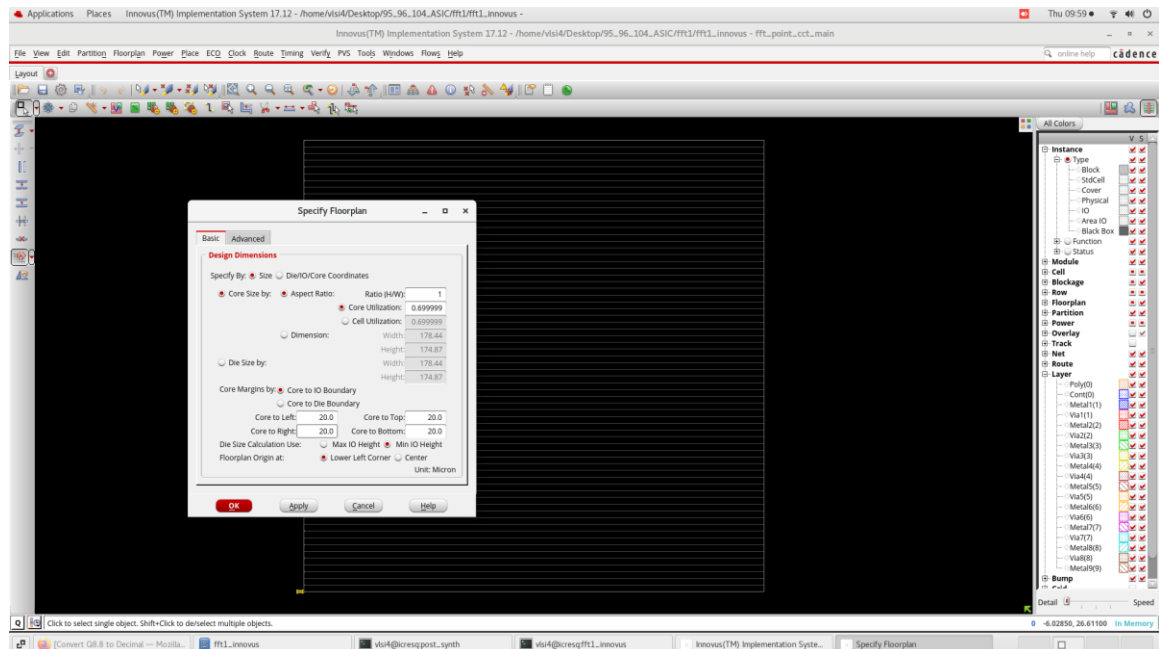 Applications Places Innovus(TM) Implementation System 17.12 - /home/vlsi4/Desktop/95_96_104_ASIC/fft1/fft1_innovus - Thu 09:59
Innovus(TM) Implementation System 17.12 - /home/vlsi4/Desktop/95_96_104_ASIC/fft1/fft1_innovus - fft_point_cct_main
File View Edit Partition Floorplan Power Place ECO Clock Route Timing Verify PVS Tools Windows Flows Help online help cādence
Layout
All Colors
V S
Instance
Type
Block
StdCell
Cover
Physical
IO
Area IO
Black Box
Function
Status
Module
Cell
Blockage
Row
Floorplan
Partition
Power
Overlay
Track
Net
Route
Layer
Poly(0)
Cont(0)
Metal1(1)
Via1(1)
Metal2(2)
Via2(2)
Metal3(3)
Via3(3)
Metal4(4)
Via4(4)
Metal5(5)
Via5(5)
Metal6(6)
Via6(6)
Metal7(7)
Via7(7)
Metal8(8)
Via8(8)
Metal9(9)
Bump
Detail Speed
Specify Floorplan
Basic Advanced
Design Dimensions
Specify By: Size Die/IO/Core Coordinates
Core Size by: Aspect Ratio: Ratio (H/W): 1
Core Utilization: 0.699999
Cell Utilization: 0.699999
Dimension: Width: 178.44
Height: 174.87
Die Size by: Width: 178.44
Height: 174.87
Core Margins by: Core to IO Boundary
Core to Die Boundary
Core to Left: 20.0 Core to Top: 20.0
Core to Right: 20.0 Core to Bottom: 20.0
Die Size Calculation Use: Max IO Height Min IO Height
Floorplan Origin at: Lower Left Corner Center
Unit: Micron
OK Apply Cancel Help
Q Click to select single object. Shift+Click to de/select multiple objects. 0 -6.02850, 26.61100 In Memory
[Convert Q8.8 to Decimal — Mozilla... fft1_innovus vlsi4@icresq:post_synth vlsi4@icresq:fft1_innovus Innovus(TM) Implementation Syste... Specify Floorplan